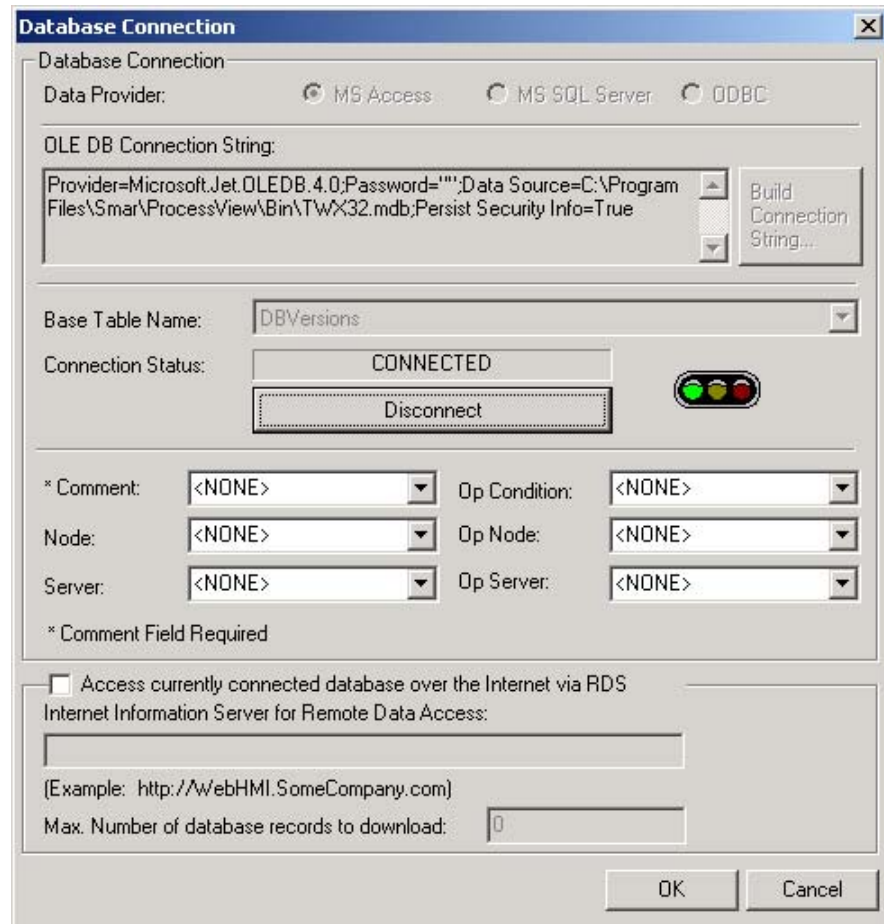 Database Connection
Database Connection
Data Provider: MS Access MS SQL Server ODBC
OLE DB Connection String:
Provider=Microsoft.Jet.OLEDB.4.0;Password="";Data Source=C:\Program
Files\Smar\ProcessView\Bin\TWX32.mdb;Persist Security Info=True
Build
Connection
String...
Base Table Name: DBVersions
Connection Status: CONNECTED
Disconnect
* Comment: <NONE> Op Condition: <NONE>
Node: <NONE> Op Node: <NONE>
Server: <NONE> Op Server: <NONE>
* Comment Field Required
Access currently connected database over the Internet via RDS
Internet Information Server for Remote Data Access:
(Example: http://WebHMI.SomeCompany.com)
Max. Number of database records to download: 0
OK Cancel